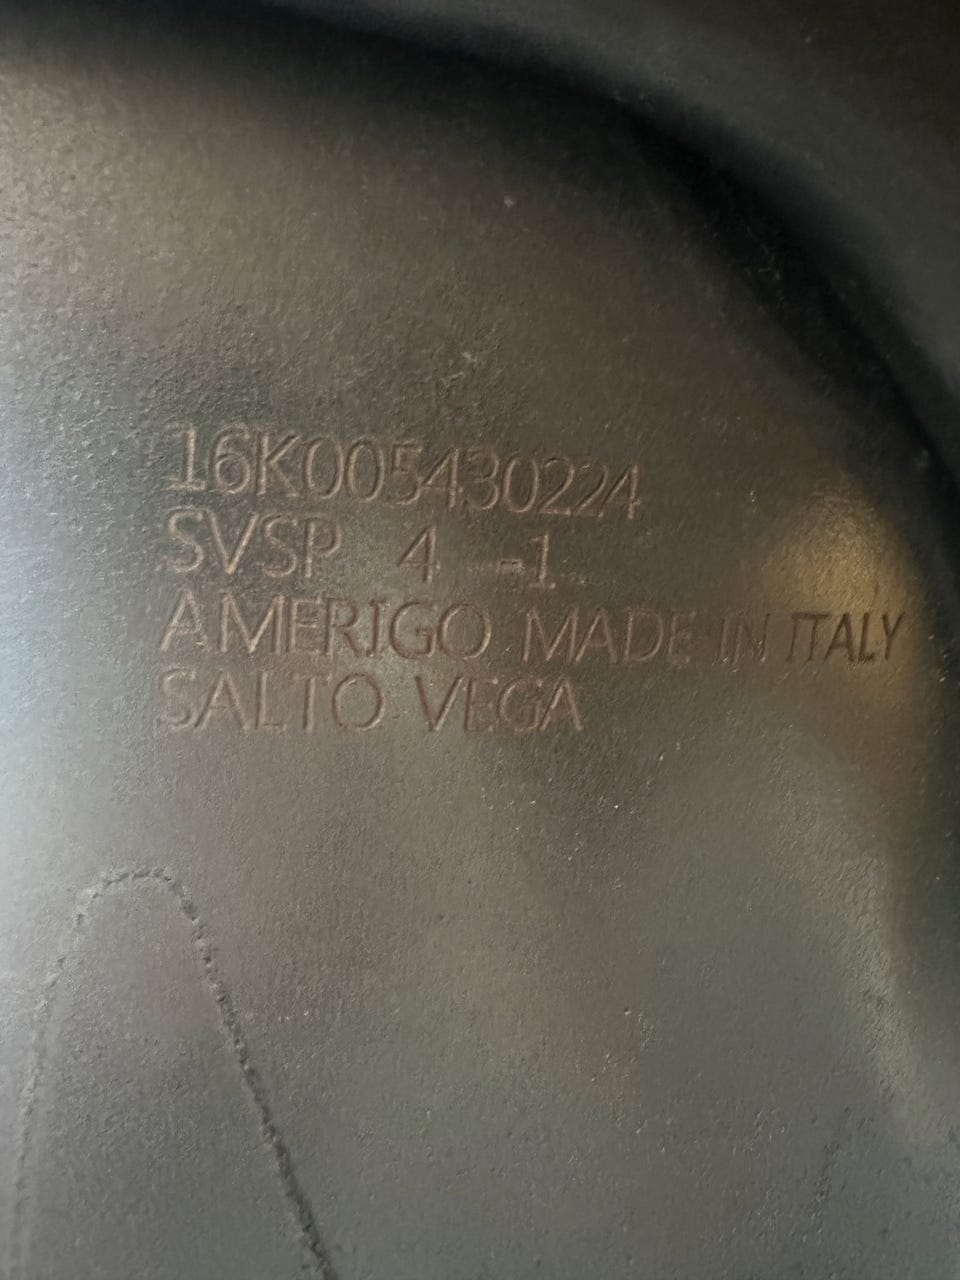 16K005430224
SVSP 4 -1
AMERIGO MADE IN ITALY
SALTO VEGA